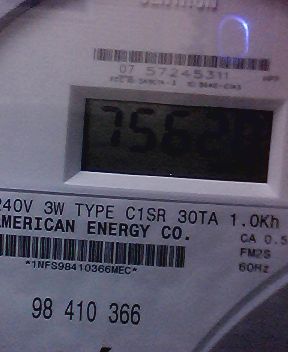 07 57245311
7562
240V 3W TYPE C1SR 30TA 1.0Kh
AMERICAN ENERGY CO.
CA 0.5
FM2S
60Hz
*1NFS98410366MEC*
98 410 366